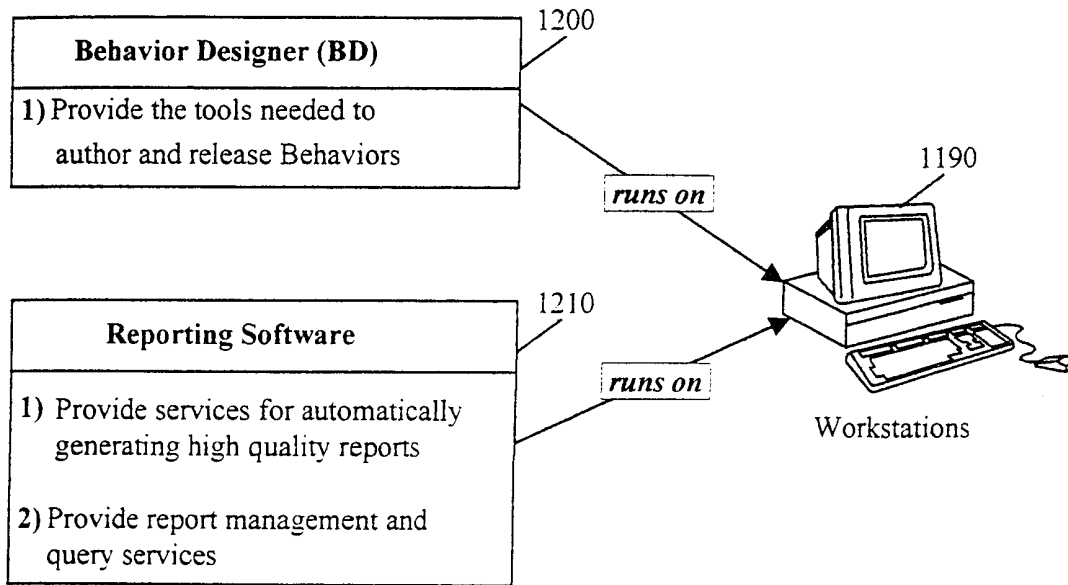 1200
Behavior Designer (BD)
1) Provide the tools needed to
author and release Behaviors
runs on
1190
Workstations
1210
Reporting Software
1) Provide services for automatically
generating high quality reports
2) Provide report management and
query services
runs on